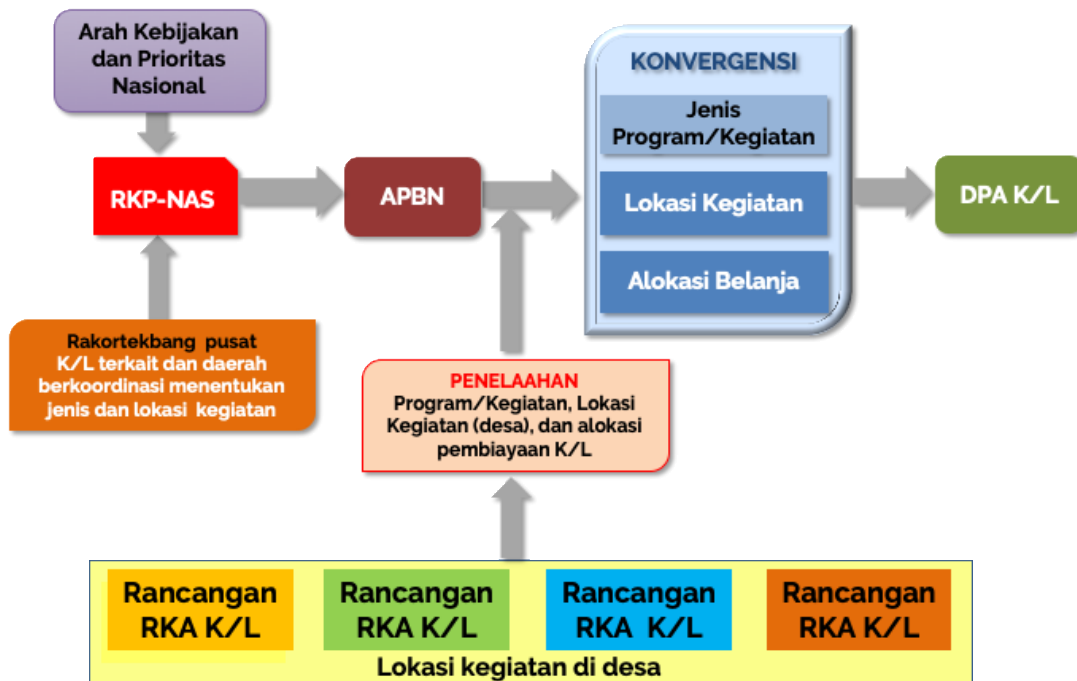 Arah Kebijakan
dan Prioritas
Nasional
RKP-NAS
APBN
KONVERGENSI
Jenis
Program/Kegiatan
Lokasi Kegiatan
Alokasi Belanja
DPA K/L
Rakortekbang pusat
K/L terkait dan daerah
berkoordinasi menentukan
jenis dan lokasi kegiatan
PENELAAHAN
Program/Kegiatan, Lokasi
Kegiatan (desa), dan alokasi
pembiayaan K/L
Rancangan
RKA K/L
Rancangan
RKA K/L
Rancangan
RKA K/L
Rancangan
RKA K/L
Lokasi kegiatan di desa